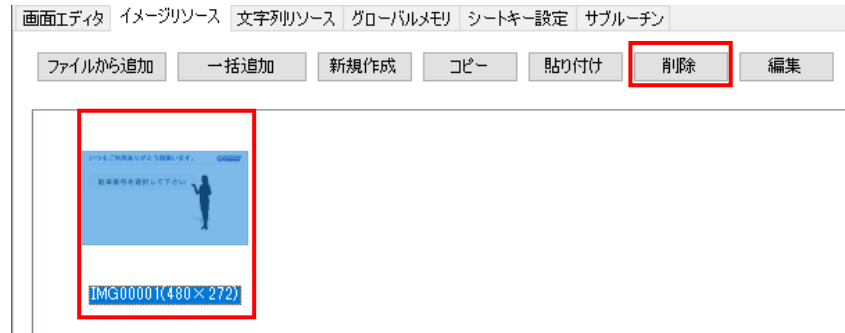 画面エディタ イメージリソース 文字列リソース グローバルメモリ シートキー設定 サブルーチン
ファイルから追加 一括追加 新規作成 コピー 貼り付け 削除 編集
いつもご利用ありがとう御座います。
駐車番号を選択して下さい
IMG00001(480×272)